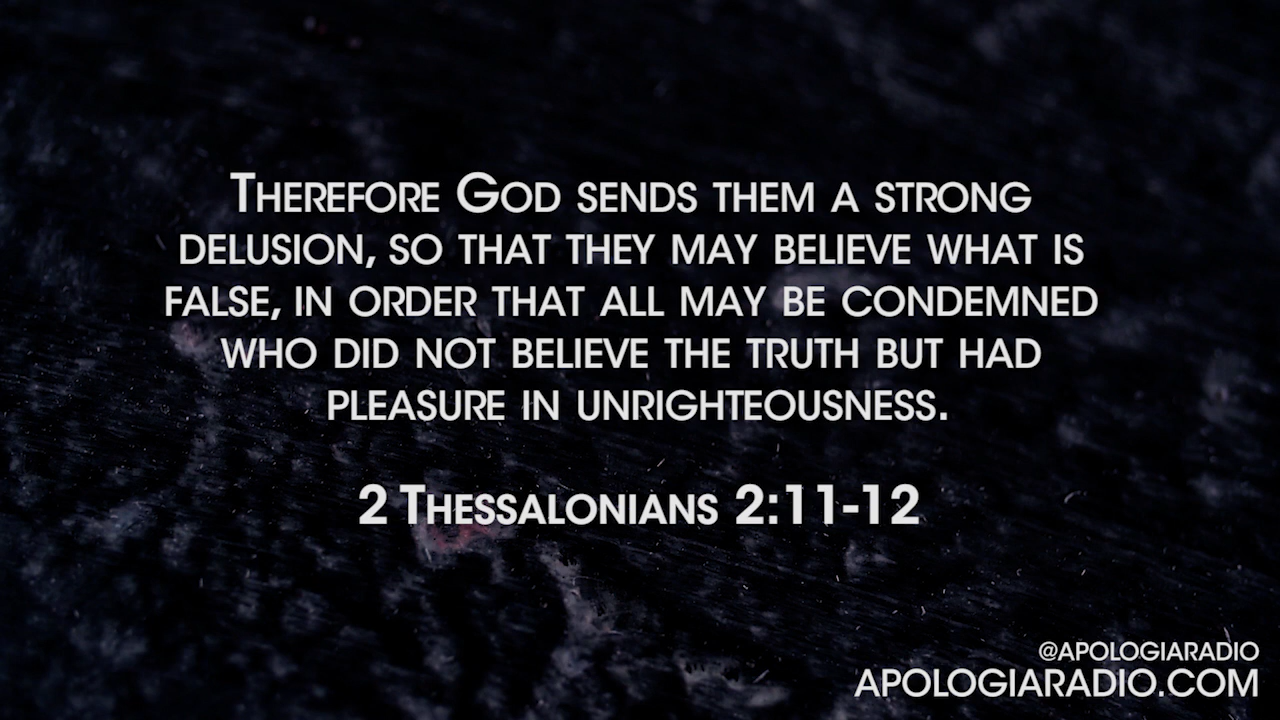 Therefore God sends them a strong
delusion, so that they may believe what is
false, in order that all may be condemned
who did not believe the truth but had
pleasure in unrighteousness.
2 Thessalonians 2:11-12
@apologiaradio
apologiaradio.com